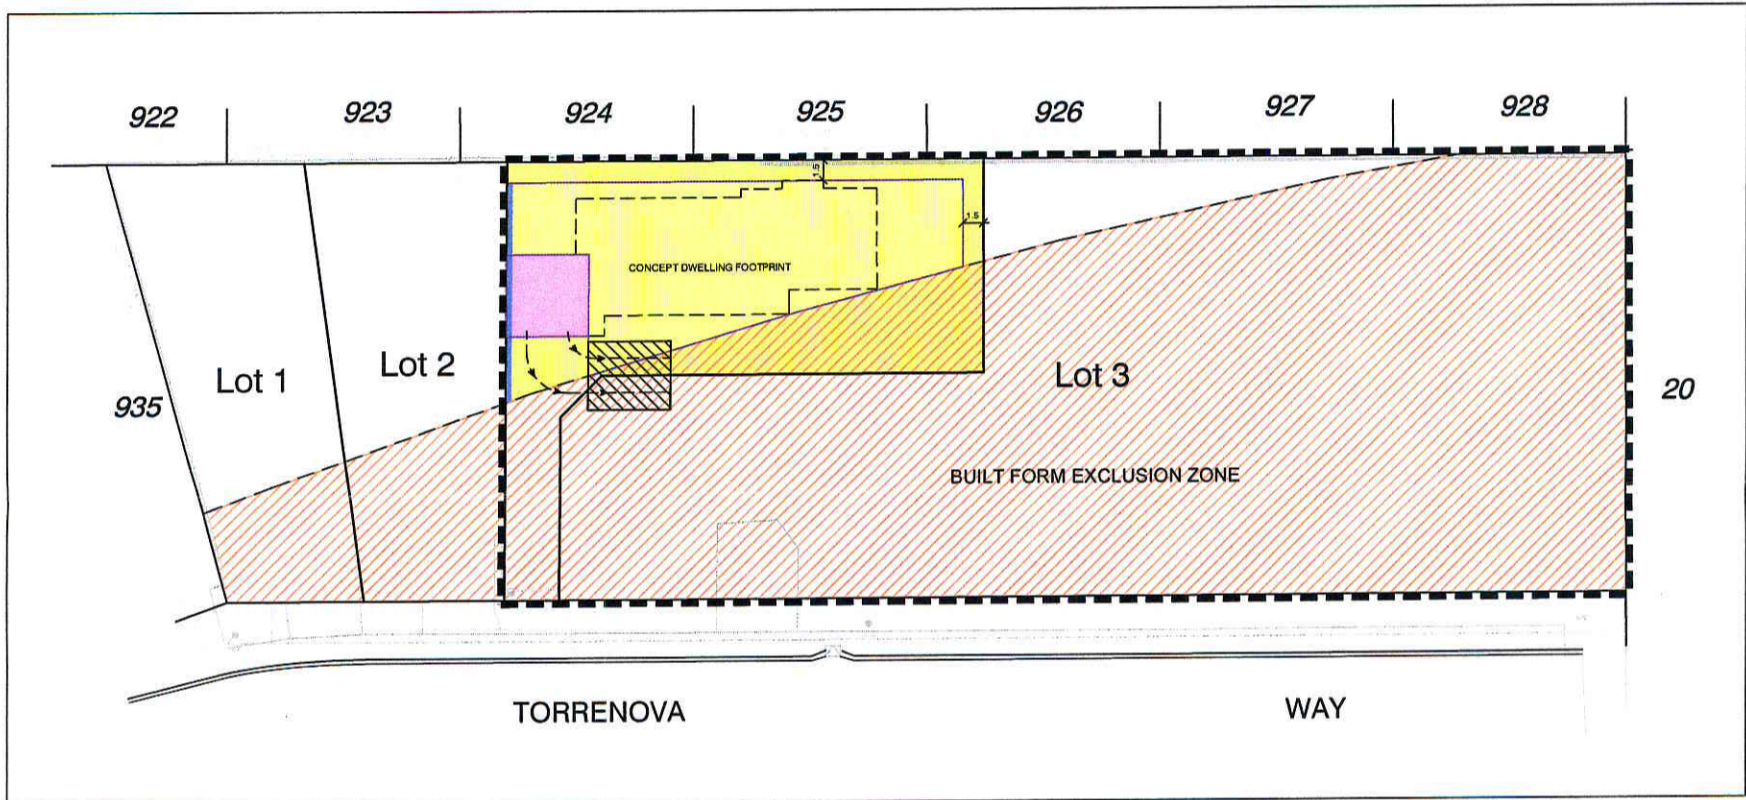 922 923 924 925 926 927 928
1.5
1.5
CONCEPT DWELLING FOOTPRINT
Lot 1 Lot 2 Lot 3
935 20
BUILT FORM EXCLUSION ZONE
TORRENOVA WAY